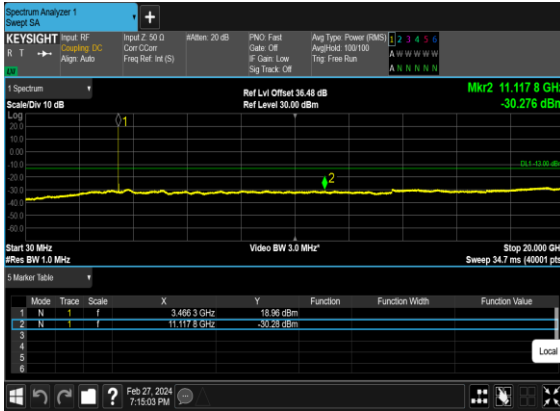 Spectrum Analyzer 1
Swept SA
+
KEYSIGHT
R T
Input: RF
Coupling: DC
Align: Auto
Input Z: 50 Ω
Corr CCorr
Freq Ref: Int (S)
#Atten: 20 dB
PNO: Fast
Gate: Off
IF Gain: Low
Sig Track: Off
Avg Type: Power (RMS)
Avg|Hold: 100/100
Trig: Free Run
1 2 3 4 5 6
A W W W W W
A N N N N N
1 Spectrum
Scale/Div 10 dB
Ref Lvl Offset 36.48 dB
Ref Level 30.00 dBm
Mkr2 11.117 8 GHz
-30.276 dBm
Log
20.0
10.0
0.00
-10.0
-20.0
-30.0
-40.0
-50.0
-60.0
1
2
DL1 -13.00 dBm
Start 30 MHz
#Res BW 1.0 MHz
Video BW 3.0 MHz*
Stop 20.000 GHz
Sweep 34.7 ms (40001 pts)
5 Marker Table
Mode Trace Scale X Y Function Function Width Function Value
1 N 1 f 3.466 3 GHz 18.96 dBm
2 N 1 f 11.117 8 GHz -30.28 dBm
3
4
5
6
Local
?
Feb 27, 2024
7:15:03 PM